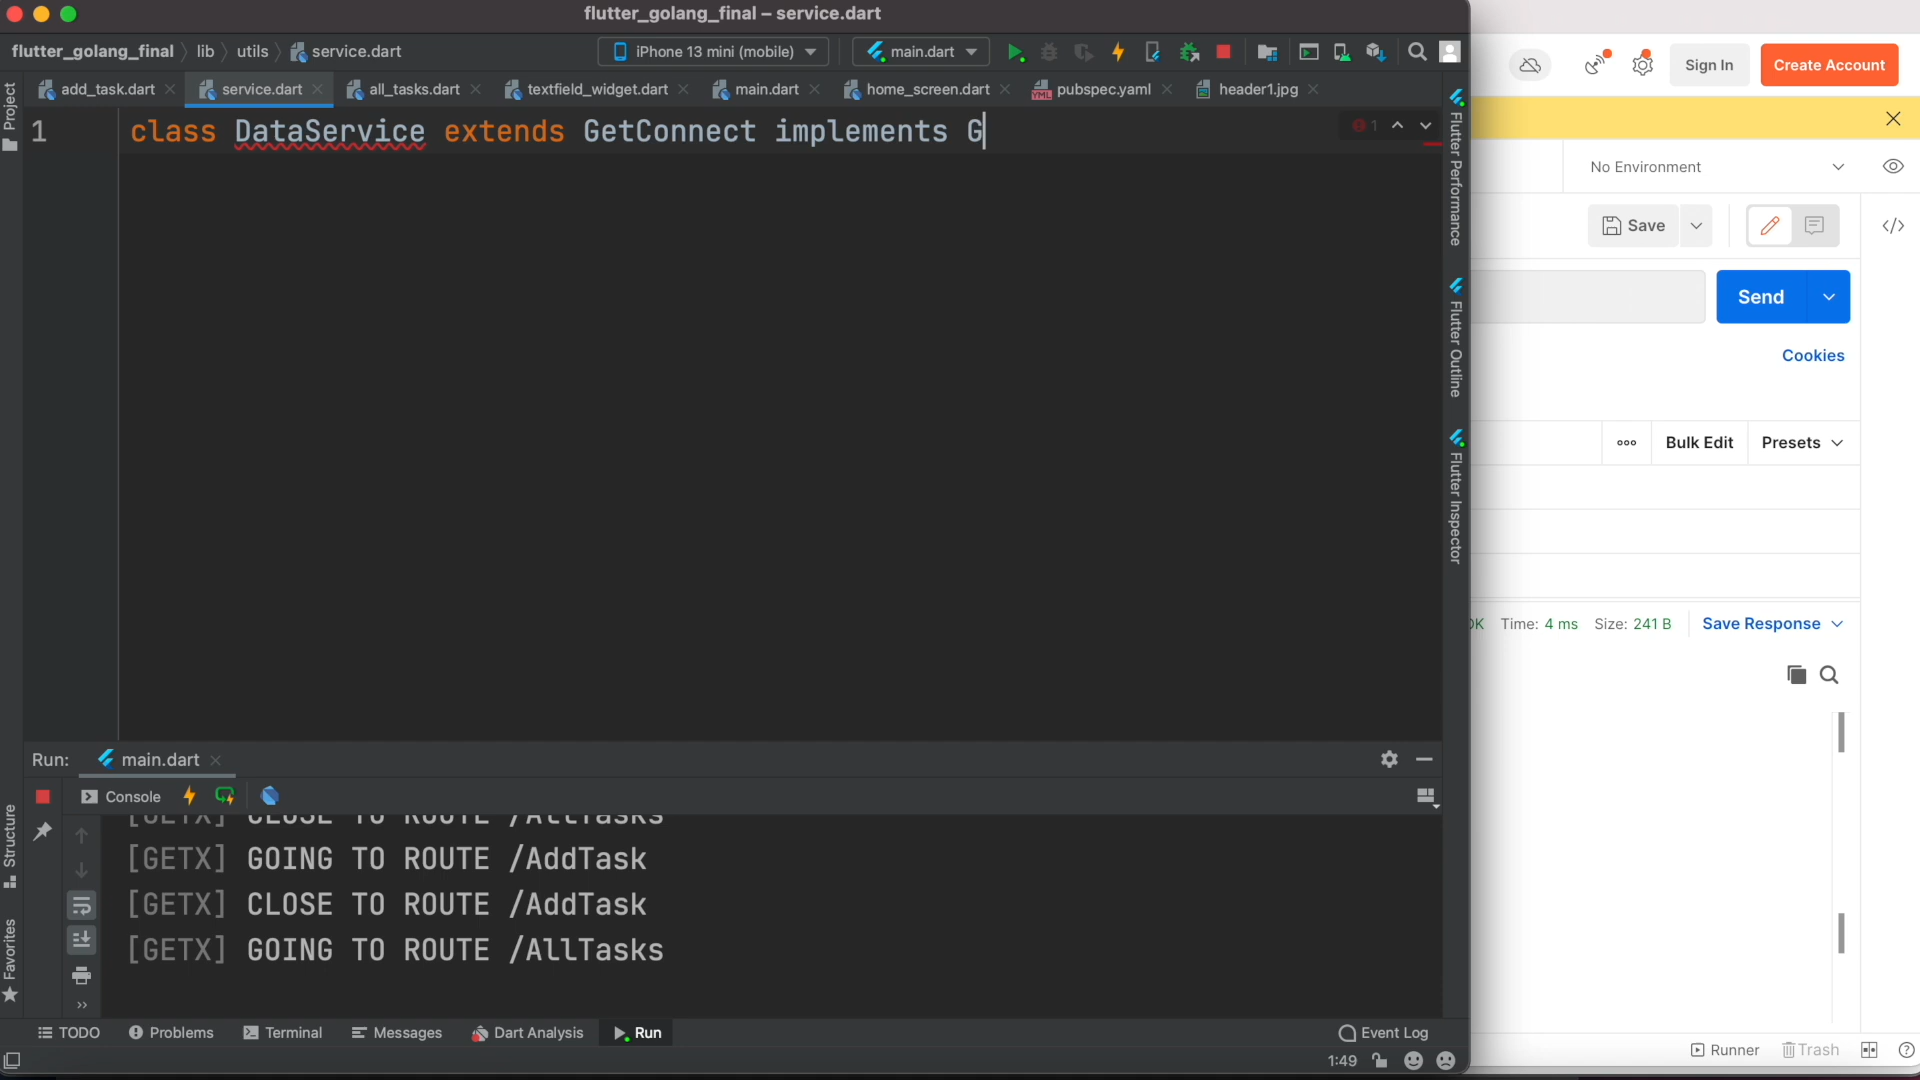 flutter_golang_final – service.dart
flutter_golang_final lib utils service.dart iPhone 13 mini (mobile) main.dart
add_task.dart service.dart all_tasks.dart textfield_widget.dart main.dart home_screen.dart pubspec.yaml header1.jpg
Project
1 class DataService extends GetConnect implements G
1
Flutter Performance
Flutter Outline
Flutter Inspector
Sign In Create Account
No Environment
Save
Send
Cookies
Bulk Edit Presets
OK Time: 4 ms Size: 241 B Save Response
Run: main.dart
Console
[GETX] CLOSE TO ROUTE /AllTasks
[GETX] GOING TO ROUTE /AddTask
[GETX] CLOSE TO ROUTE /AddTask
[GETX] GOING TO ROUTE /AllTasks
Structure
Favorites
TODO Problems Terminal Messages Dart Analysis Run Event Log
1:49
Runner Trash